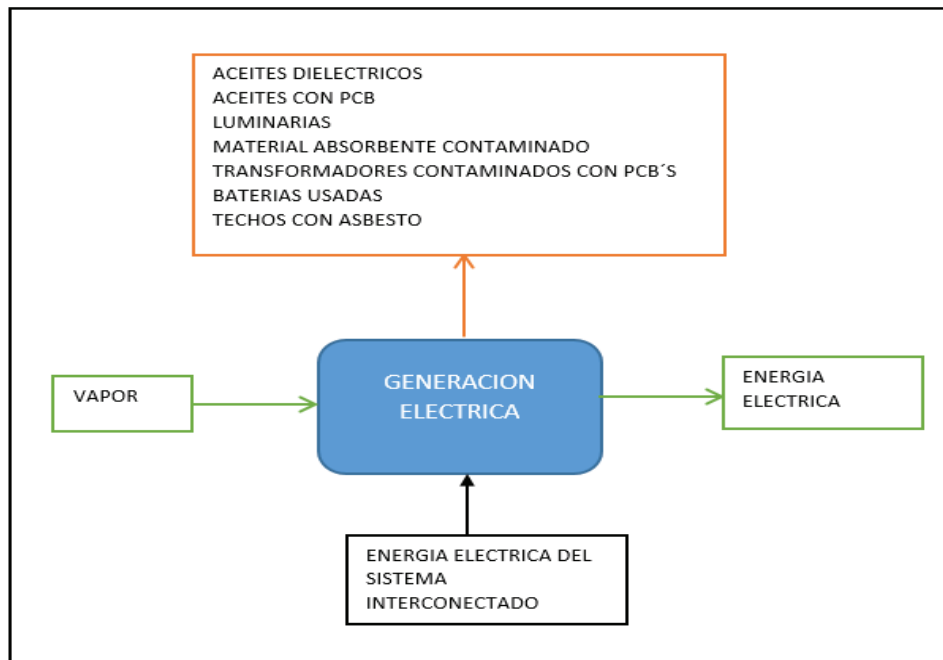 ACEITES DIELECTRICOS
ACEITES CON PCB
LUMINARIAS
MATERIAL ABSORBENTE CONTAMINADO
TRANSFORMADORES CONTAMINADOS CON PCB´S
BATERIAS USADAS
TECHOS CON ASBESTO
VAPOR
GENERACION
ELECTRICA
ENERGIA
ELECTRICA
ENERGIA ELECTRICA DEL
SISTEMA
INTERCONECTADO